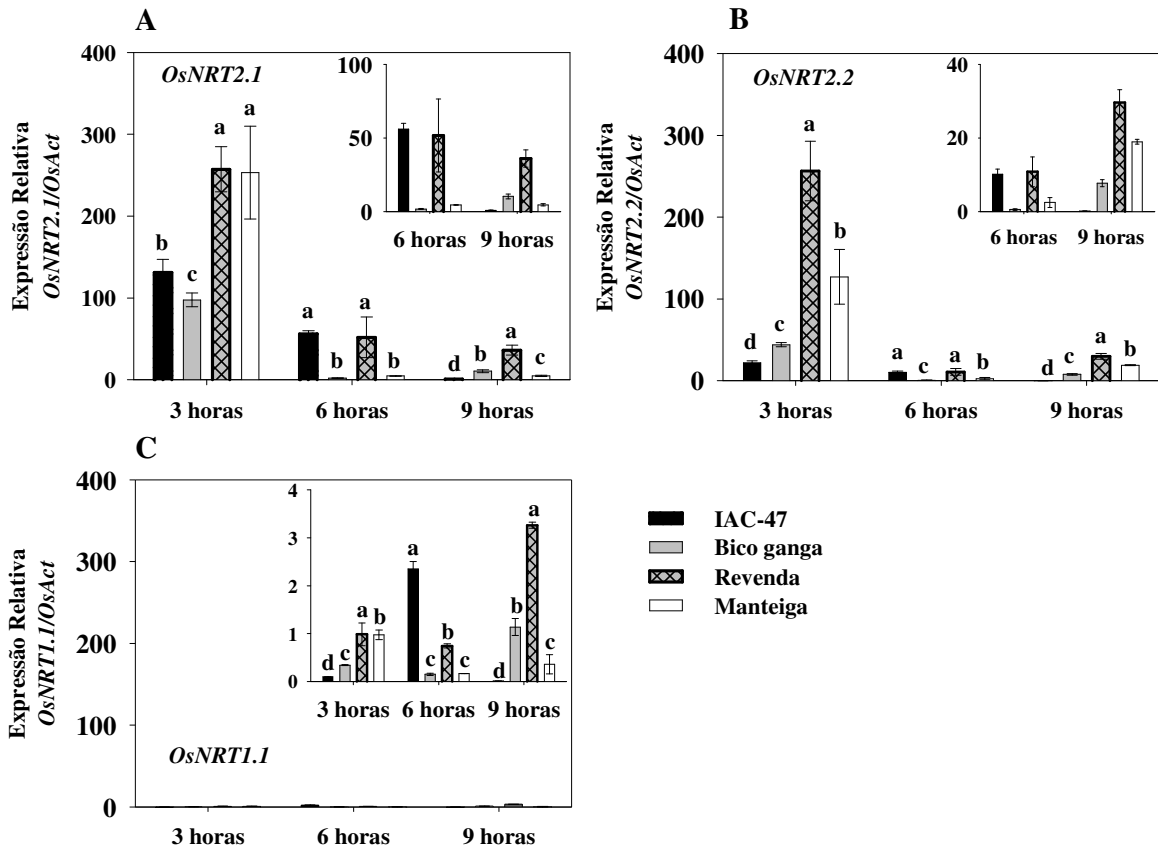 A
400
300
200
100
0
Expressão Relativa
OsNRT2.1/OsAct
OsNRT2.1
b
c
a
a
a
b
a
b
d
b
a
c
3 horas
6 horas
9 horas
100
50
0
6 horas
9 horas
B
400
300
200
100
0
Expressão Relativa
OsNRT2.2/OsAct
OsNRT2.2
d
c
a
b
a
c
a
b
d
c
a
b
3 horas
6 horas
9 horas
40
20
0
6 horas
9 horas
C
400
300
200
100
0
Expressão Relativa
OsNRT1.1/OsAct
OsNRT1.1
3 horas
6 horas
9 horas
4
3
2
1
0
d
c
a
b
a
c
b
c
d
b
a
c
3 horas
6 horas
9 horas
IAC-47
Bico ganga
Revenda
Manteiga